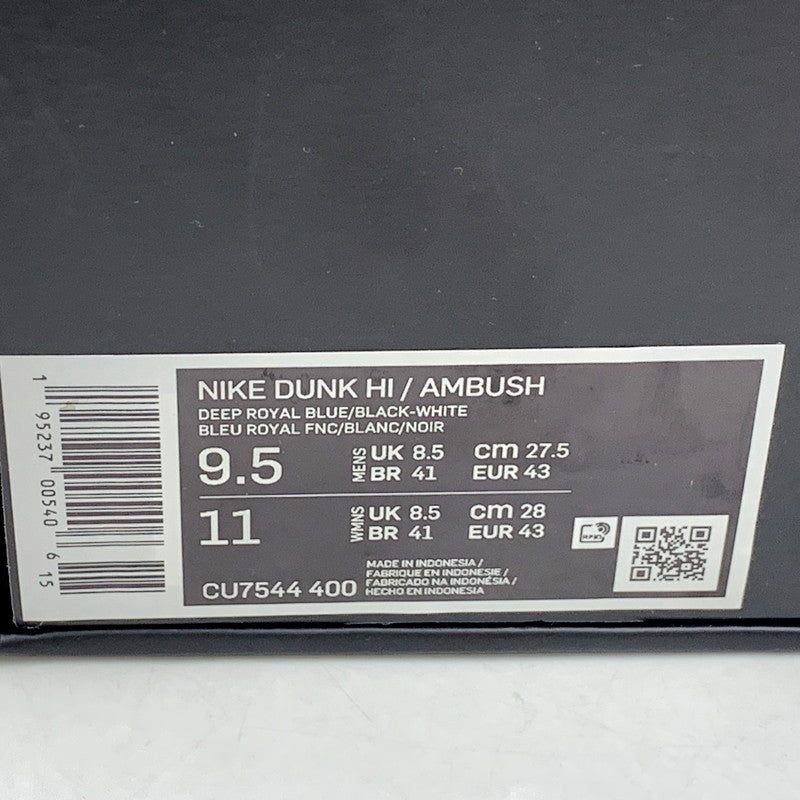 NIKE DUNK HI / AMBUSH
DEEP ROYAL BLUE/BLACK-WHITE
BLEU ROYAL FNC/BLANC/NOIR
9.5 MENS UK 8.5 cm 27.5
BR 41 EUR 43
11 WMNS UK 8.5 cm 28
BR 41 EUR 43
CU7544 400
MADE IN INDONESIA /
FABRIQUE EN INDONESIE /
FABRICADO NA INDONÉSIA /
HECHO EN INDONESIA
RFID
1 95237 00540 6 15